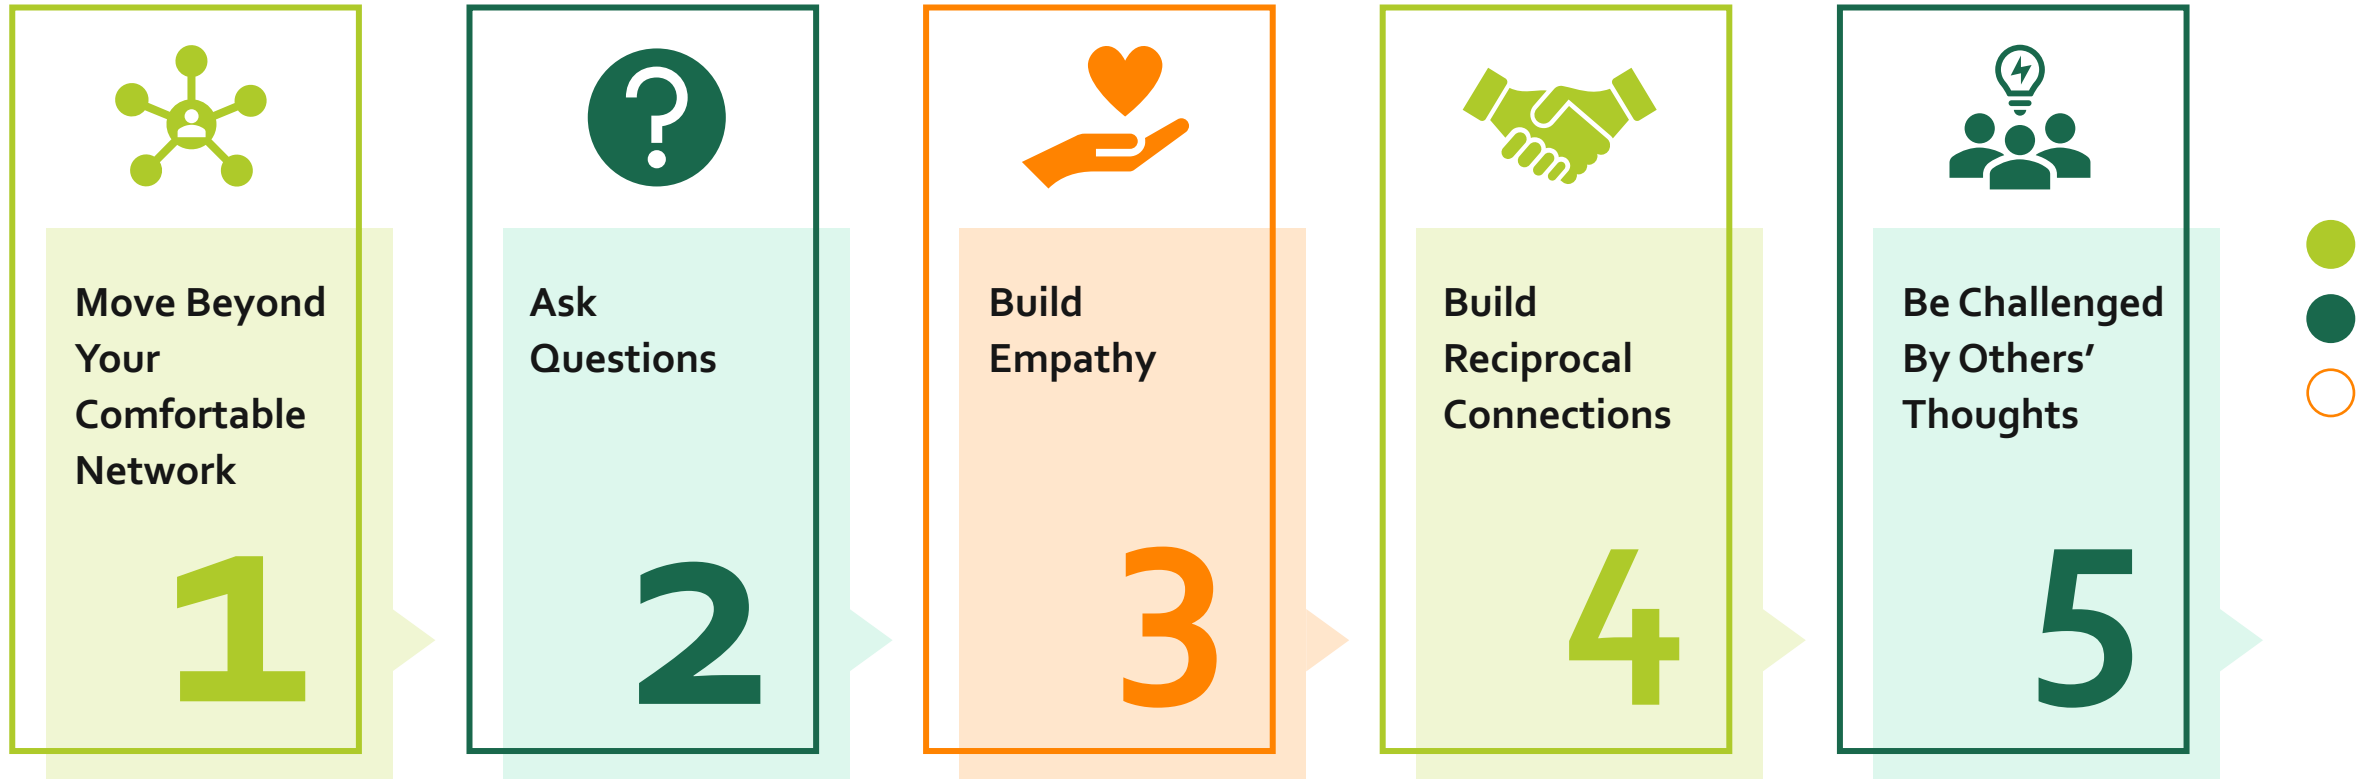 Move Beyond
Your
Comfortable
Network
1
Ask
Questions
2
Build
Empathy
3
Build
Reciprocal
Connections
4
Be Challenged
By Others’
Thoughts
5